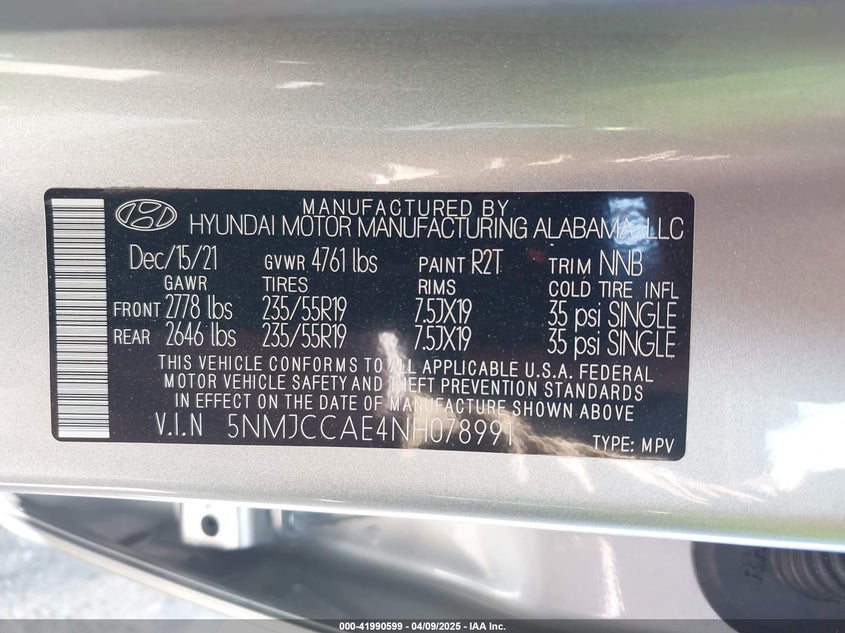 MANUFACTURED BY
HYUNDAI MOTOR MANUFACTURING ALABAMA, LLC
Dec/15/21 GVWR 4761 lbs PAINT R2T TRIM NNB
GAWR TIRES RIMS COLD TIRE INFL
FRONT 2778 lbs 235/55R19 7.5JX19 35 psi SINGLE
REAR 2646 lbs 235/55R19 7.5JX19 35 psi SINGLE
THIS VEHICLE CONFORMS TO ALL APPLICABLE U.S.A. FEDERAL
MOTOR VEHICLE SAFETY AND THEFT PREVENTION STANDARDS
IN EFFECT ON THE DATE OF MANUFACTURE SHOWN ABOVE
V.I.N 5NMJCCAE4NH078991 TYPE: MPV
000-41990599 - 04/09/2025 - IAA Inc.